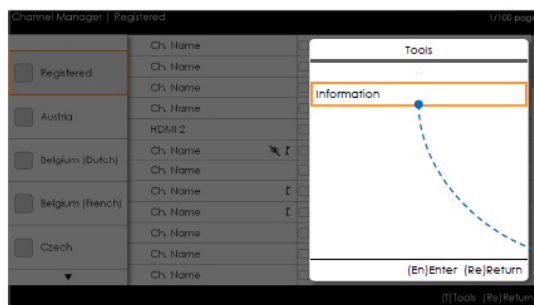 Channel Manager | Registered
1/100 page
Registered
Austria
Belgium (Dutch)
Belgium (French)
Czech
Ch. Name
Ch. Name
Ch. Name
Ch. Name
HDMI 2
Ch. Name
Ch. Name
Ch. Name
Ch. Name
Ch. Name
Ch. Name
Ch. Name
Tools
Information
(En)Enter (Re)Return
(T)Tools (Re)Return